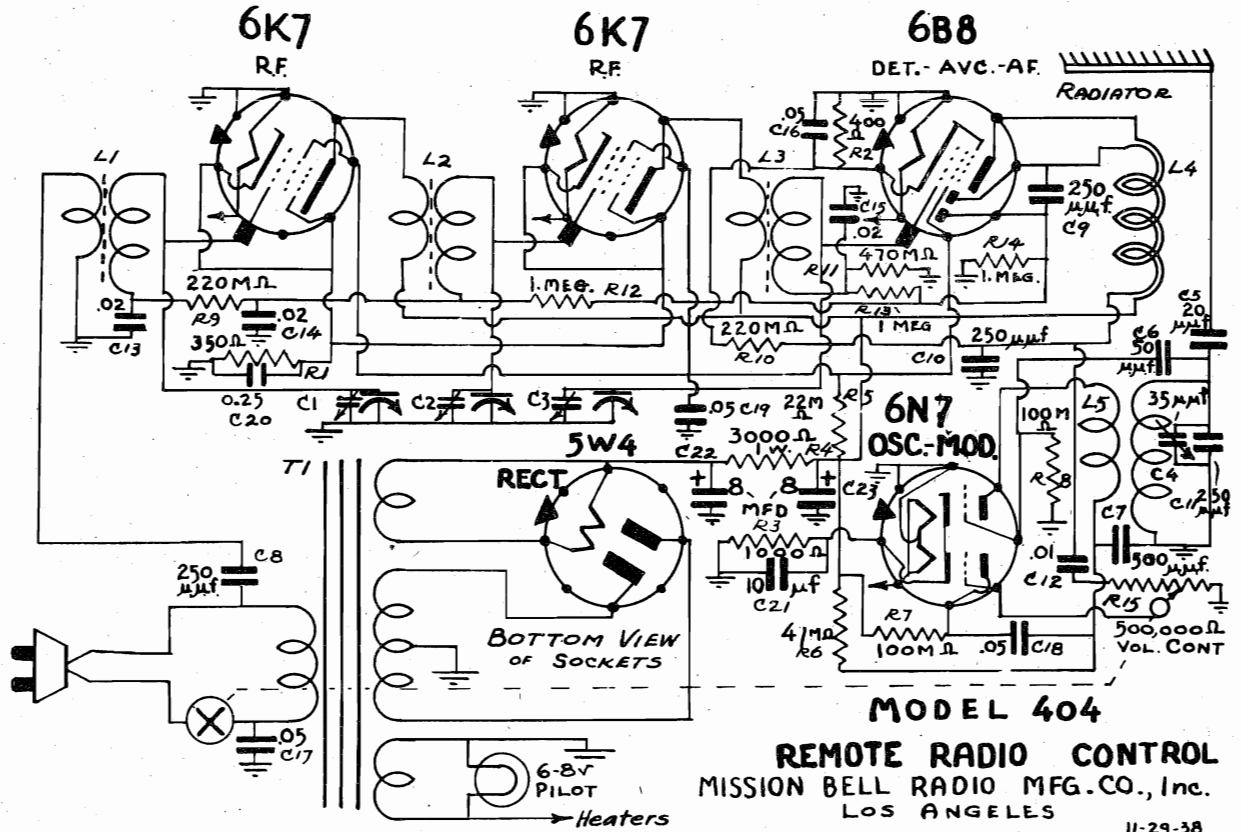 6K7
R.F.
6K7
R.F.
6B8
DET.-AVC.-AF.
RADIATOR
L1
L2
L3
L4
.05
C16
400
Ω
R2
C15
.02
250
μμf.
C9
470MΩ
R11
R14
1.MEG.
220MΩ
R9
.02
C13
.02
C14
350Ω
R1
0.25
C20
1.MEG. R12
R13
1 MEG
220MΩ
R10
250μμf
C10
C5
20
μμf.
C6
50
μμf.
C1
C2
C3
.05 C19
22M
Ω
R5
3000Ω
1W.
R4
C22
+
8
8
+
MFD
C23
5W4
RECT
6N7
OSC.-MOD.
100M
Ω
R8
L5
35μμf
C4
C11
250
μμf
T1
R3
1000Ω
10 μf
C21
C7
500μμf.
.01
C12
R15
500,000Ω
VOL. CONT
C8
250
μμf.
BOTTOM VIEW
OF SOCKETS
47
MΩ
R6
R7
100MΩ
.05 C18
.05
C17
6-8V
PILOT
Heaters
MODEL 404
REMOTE RADIO CONTROL
MISSION BELL RADIO MFG. CO., Inc.
LOS ANGELES
11-29-38